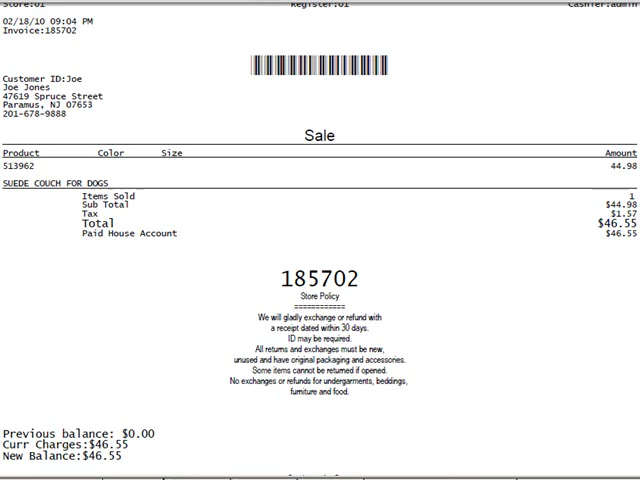 Store:01 Register:01 Cashier:admin
02/18/10 09:04 PM
Invoice:185702
Customer ID:Joe
Joe Jones
47619 Spruce Street
Paramus, NJ 07653
201-678-9888
Sale
Product Color Size Amount
513962 44.98
SUEDE COUCH FOR DOGS
Items Sold 1
Sub Total $44.98
Tax $1.57
Total $46.55
Paid House Account $46.55
185702
Store Policy
============
We will gladly exchange or refund with
a receipt dated within 30 days.
ID may be required.
All returns and exchanges must be new,
unused and have original packaging and accessories.
Some items cannot be returned if opened.
No exchanges or refunds for undergarments, beddings,
furniture and food.
Previous balance: $0.00
Curr Charges:$46.55
New Balance:$46.55